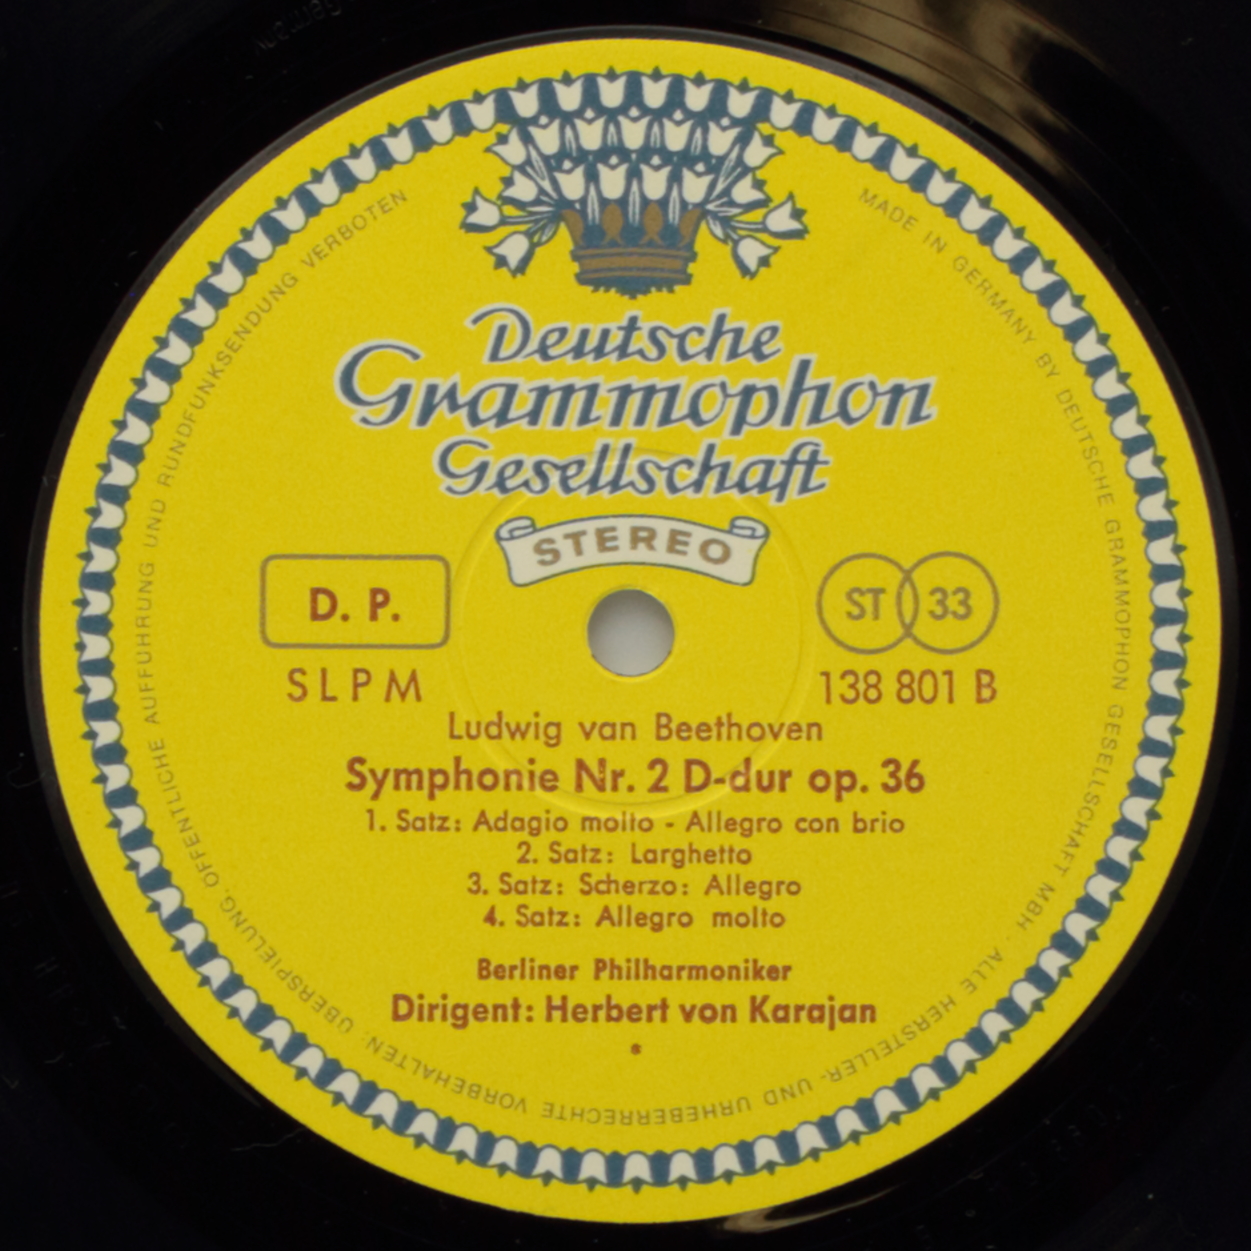 Deutsche
Grammophon
Gesellschaft
STEREO
D. P.
ST 33
SLPM
138 801 B
Ludwig van Beethoven
Symphonie Nr. 2 D-dur op. 36
1. Satz: Adagio molto - Allegro con brio
2. Satz: Larghetto
3. Satz: Scherzo: Allegro
4. Satz: Allegro molto
Berliner Philharmoniker
Dirigent: Herbert von Karajan
MADE IN GERMANY BY DEUTSCHE GRAMMOPHON GESELLSCHAFT MBH · ALLE HERSTELLER- UND URHEBERRECHTE VORBEHALTEN. ÜBERSPIELUNG, ÖFFENTLICHE AUFFÜHRUNG UND RUNDFUNKSENDUNG VERBOTEN